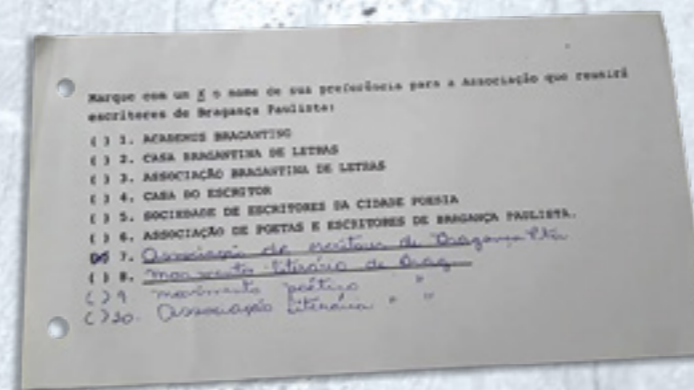 Marque com um X o nome de sua preferência para a Associação que reunirá
escritores de Bragança Paulista:
( ) 1. ACADEMUS BRAGANTINO
( ) 2. CASA BRAGANTINA DE LETRAS
( ) 3. ASSOCIAÇÃO BRAGANTINA DE LETRAS
( ) 4. CASA DO ESCRITOR
( ) 5. SOCIEDADE DE ESCRITORES DA CIDADE POESIA
( ) 6. ASSOCIAÇÃO DE POETAS E ESCRITORES DE BRAGANÇA PAULISTA.
(X) 7. Associação de escritores de Bragança Pta
( ) 8. Movimento literário de Brag
( ) 9 movimento poético "
( ) 10. Associação Literária " "